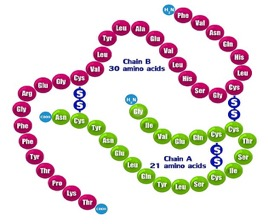 H₂N
Phe
Val
Asn
Gln
His
Leu
Cys
Gly
Ser
His
Leu
Val
Glu
Ala
Leu
Tyr
Leu
Val
Cys
Gly
Glu
Arg
Gly
Phe
Phe
Tyr
Thr
Pro
Lys
Thr
COOH
Chain B
30 amino acids
S
S
S
S
S
S
H₂N
Gly
Ile
Val
Glu
Gln
Cys
Cys
Thr
Ser
Ile
Cys
Ser
Leu
Tyr
Gln
Leu
Glu
Asn
Tyr
Cys
Asn
COOH
Chain A
21 amino acids